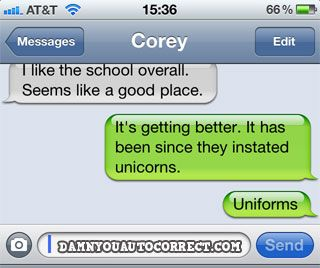 AT&T 15:36 66%
Messages Corey Edit
I like the school overall.
Seems like a good place.
It's getting better. It has
been since they instated
unicorns.
Uniforms
DAMNYOUAUTOCORRECT.COM Send